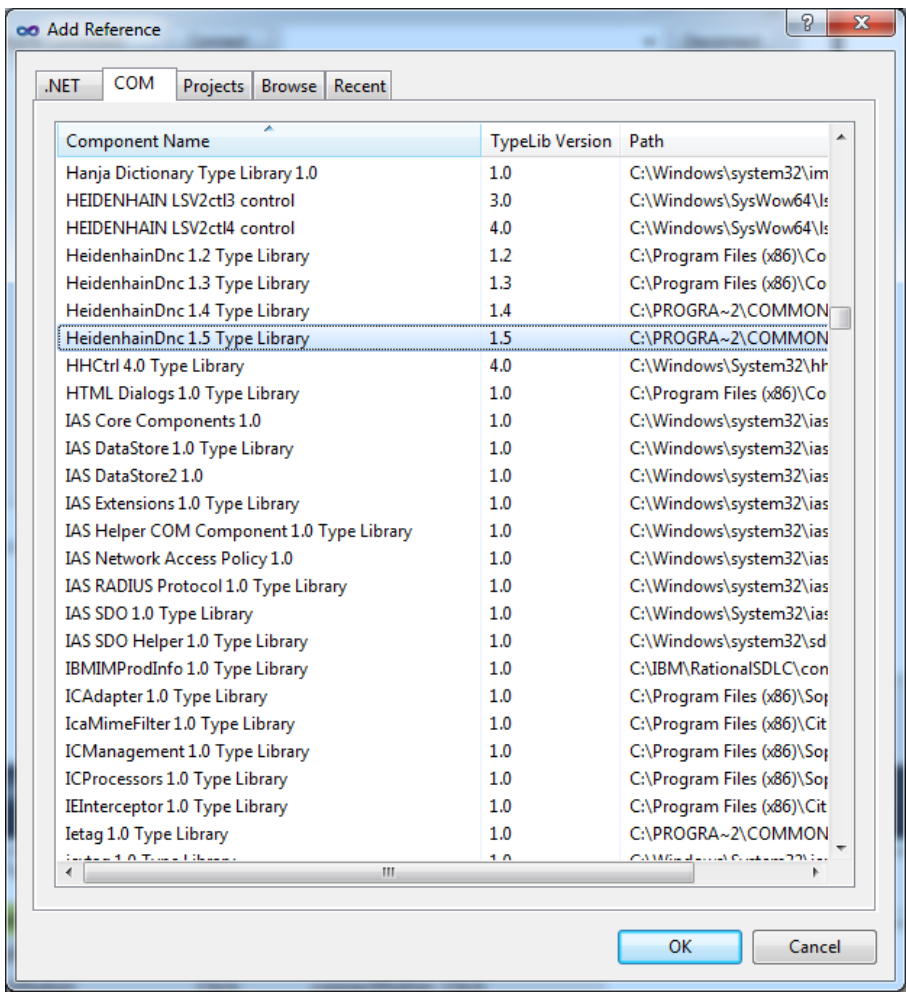 Add Reference
.NET COM Projects Browse Recent
Component Name TypeLib Version Path
Hanja Dictionary Type Library 1.0 1.0 C:\Windows\system32\im
HEIDENHAIN LSV2ctl3 control 3.0 C:\Windows\SysWow64\ls
HEIDENHAIN LSV2ctl4 control 4.0 C:\Windows\SysWow64\ls
HeidenhainDnc 1.2 Type Library 1.2 C:\Program Files (x86)\Co
HeidenhainDnc 1.3 Type Library 1.3 C:\Program Files (x86)\Co
HeidenhainDnc 1.4 Type Library 1.4 C:\PROGRA~2\COMMON
HeidenhainDnc 1.5 Type Library 1.5 C:\PROGRA~2\COMMON
HHCtrl 4.0 Type Library 4.0 C:\Windows\System32\hh
HTML Dialogs 1.0 Type Library 1.0 C:\Program Files (x86)\Co
IAS Core Components 1.0 1.0 C:\Windows\system32\ias
IAS DataStore 1.0 Type Library 1.0 C:\Windows\system32\ias
IAS DataStore2 1.0 1.0 C:\Windows\system32\ias
IAS Extensions 1.0 Type Library 1.0 C:\Windows\system32\ias
IAS Helper COM Component 1.0 Type Library 1.0 C:\Windows\system32\ias
IAS Network Access Policy 1.0 1.0 C:\Windows\system32\ias
IAS RADIUS Protocol 1.0 Type Library 1.0 C:\Windows\system32\ias
IAS SDO 1.0 Type Library 1.0 C:\Windows\System32\ias
IAS SDO Helper 1.0 Type Library 1.0 C:\Windows\system32\sd
IBMIMProdInfo 1.0 Type Library 1.0 C:\IBM\RationalSDLC\con
ICAdapter 1.0 Type Library 1.0 C:\Program Files (x86)\Sop
IcaMimeFilter 1.0 Type Library 1.0 C:\Program Files (x86)\Cit
ICManagement 1.0 Type Library 1.0 C:\Program Files (x86)\Sop
ICProcessors 1.0 Type Library 1.0 C:\Program Files (x86)\Sop
IEInterceptor 1.0 Type Library 1.0 C:\Program Files (x86)\Cit
Ietag 1.0 Type Library 1.0 C:\PROGRA~2\COMMON
OK Cancel